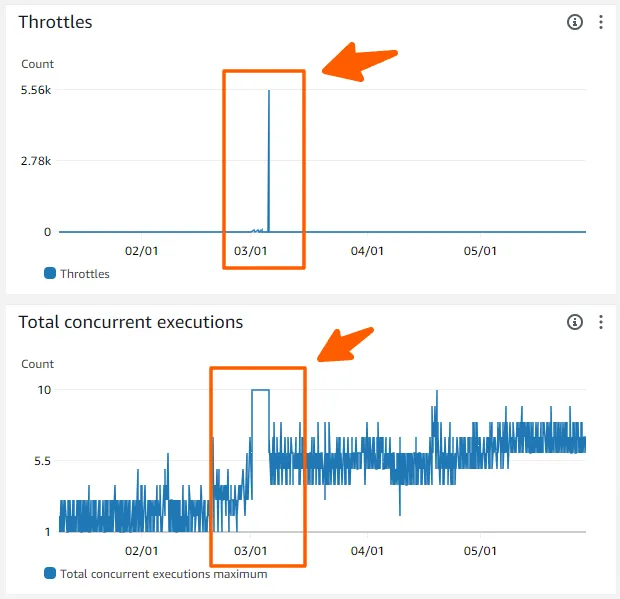 Throttles
Count
5.56k
2.78k
0
02/01 03/01 04/01 05/01
Throttles
Total concurrent executions
Count
10
5.5
1
02/01 03/01 04/01 05/01
Total concurrent executions maximum